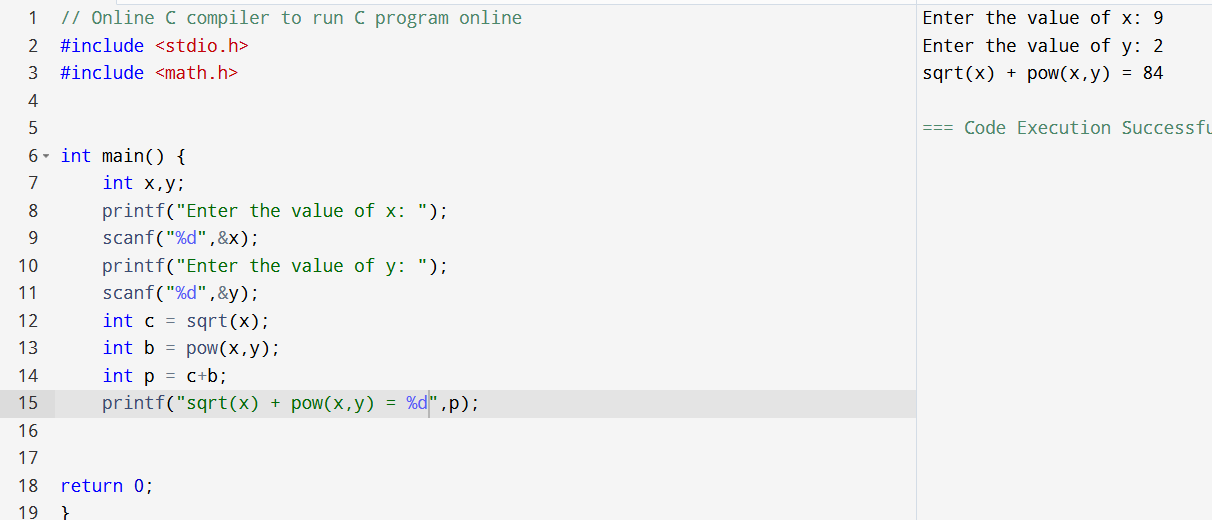 1 // Online C compiler to run C program online
2 #include <stdio.h>
3 #include <math.h>
4
5
6 int main() {
7 int x,y;
8 printf("Enter the value of x: ");
9 scanf("%d",&x);
10 printf("Enter the value of y: ");
11 scanf("%d",&y);
12 int c = sqrt(x);
13 int b = pow(x,y);
14 int p = c+b;
15 printf("sqrt(x) + pow(x,y) = %d",p);
16
17
18 return 0;
19 }
Enter the value of x: 9
Enter the value of y: 2
sqrt(x) + pow(x,y) = 84
=== Code Execution Successfu